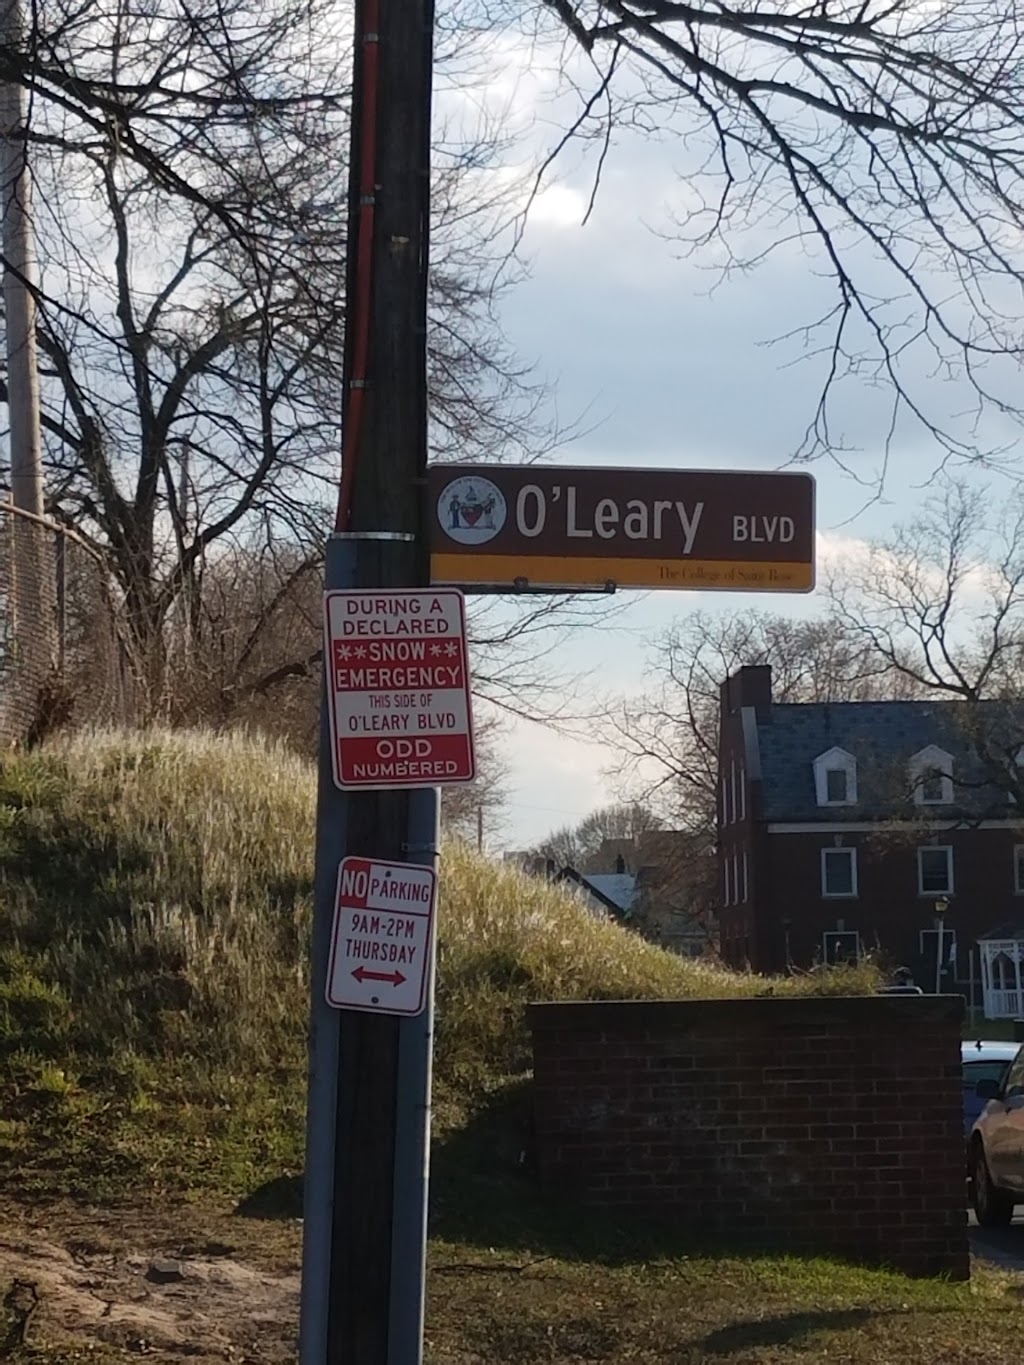 O'Leary BLVD
The College of Saint Rose
DURING A
DECLARED
**SNOW**
EMERGENCY
THIS SIDE OF
O'LEARY BLVD
ODD
NUMBERED
NO PARKING
9AM-2PM
THURSDAY